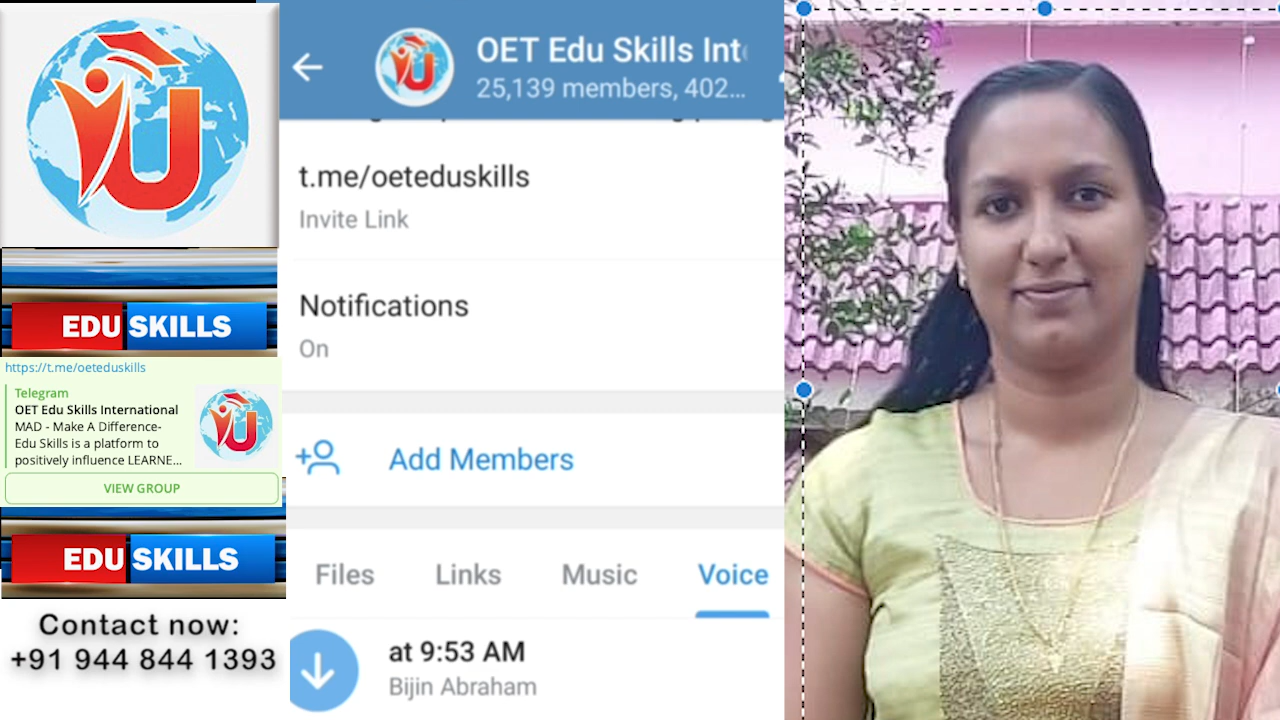 U
EDU SKILLS
https://t.me/oeteduskills
Telegram
OET Edu Skills International
MAD - Make A Difference-
Edu Skills is a platform to
positively influence LEARNE...
U
VIEW GROUP
EDU SKILLS
Contact now:
+91 944 844 1393
U
OET Edu Skills Int
25,139 members, 402...
t.me/oeteduskills
Invite Link
Notifications
On
Add Members
Files Links Music Voice
at 9:53 AM
Bijin Abraham